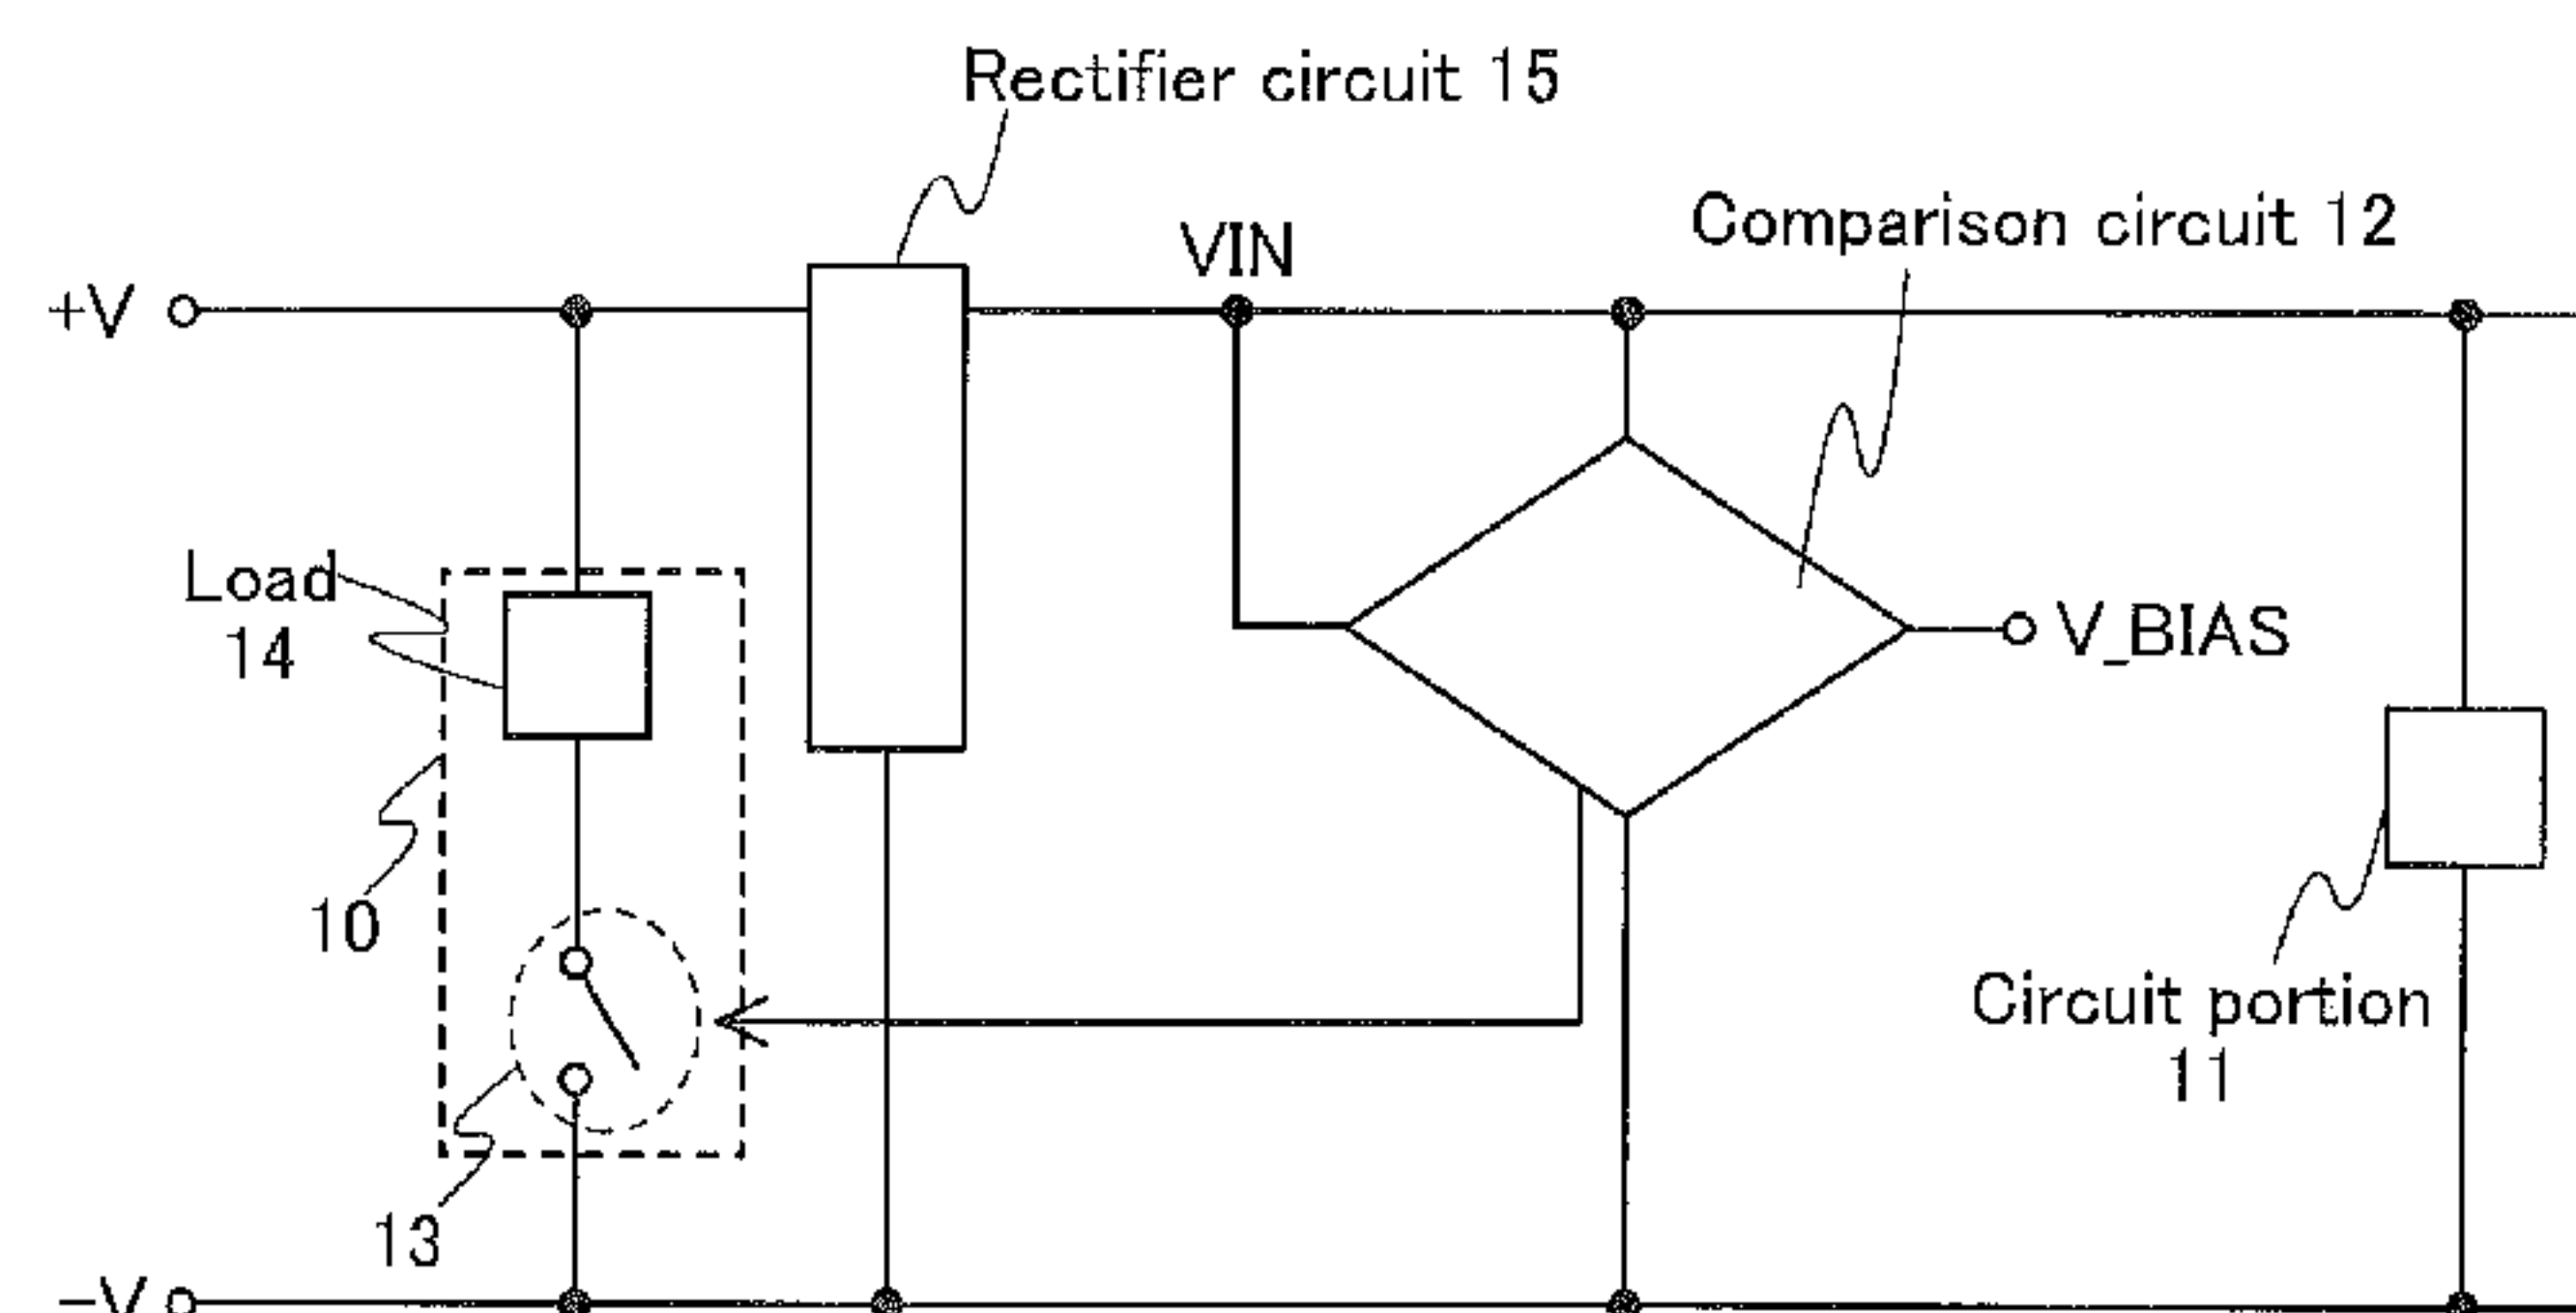 Rectifier circuit 15
Comparison circuit 12
VIN
+V
Load
14
V_BIAS
10
Circuit portion
11
13
−V